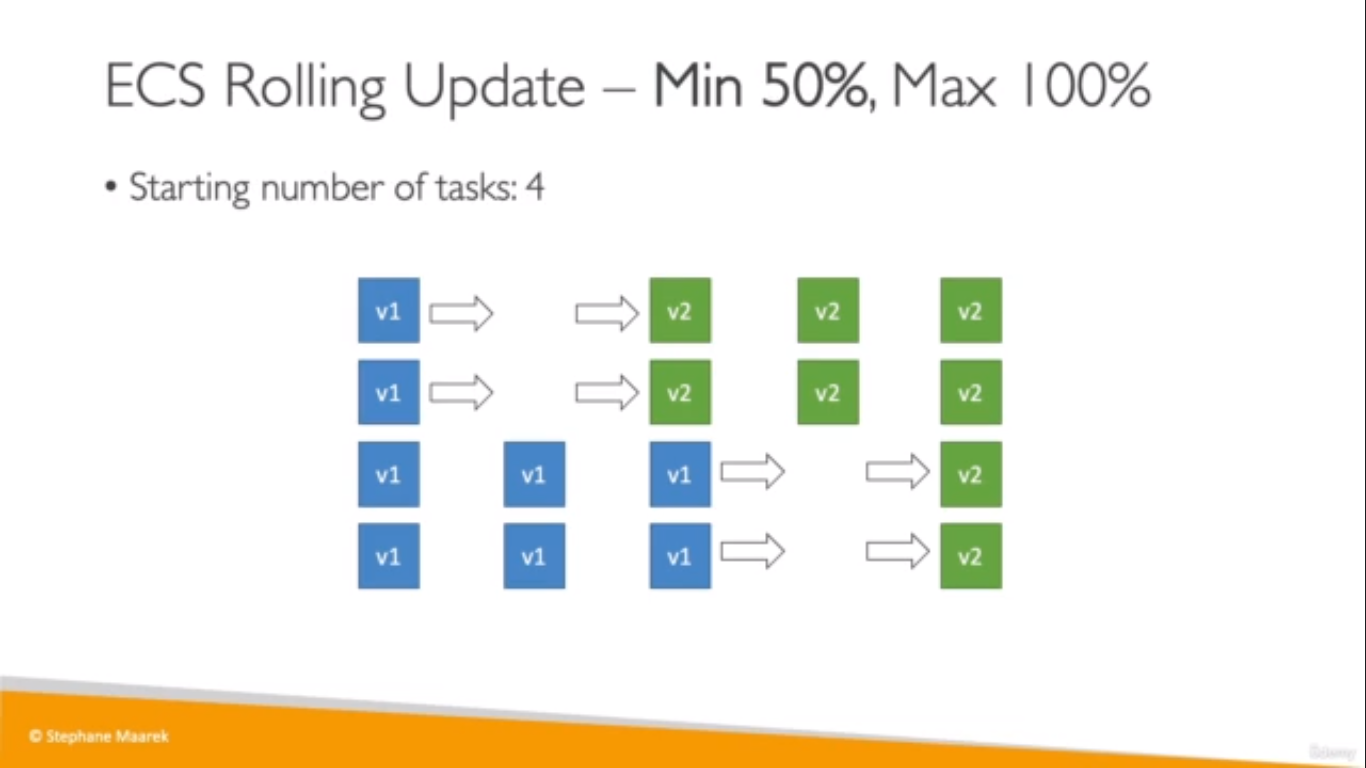 ECS Rolling Update – Min 50%, Max 100%
• Starting number of tasks: 4
v1 v2 v2 v2
v1 v2 v2 v2
v1 v1 v1 v2
v1 v1 v1 v2
© Stephane Maarek
Udemy